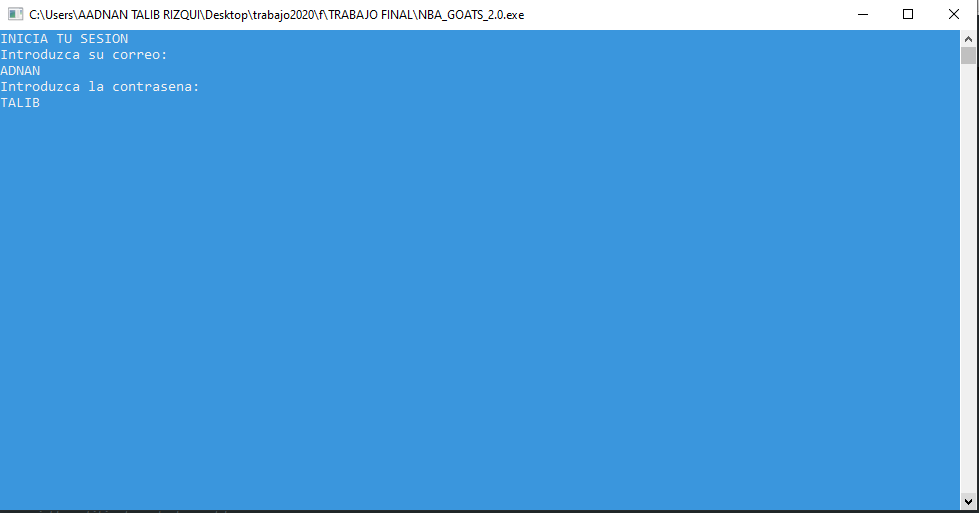 C:\Users\AADNAN TALIB RIZQUI\Desktop\trabajo2020\f\TRABAJO FINAL\NBA_GOATS_2.0.exe
INICIA TU SESION
Introduzca su correo:
ADNAN
Introduzca la contrasena:
TALIB